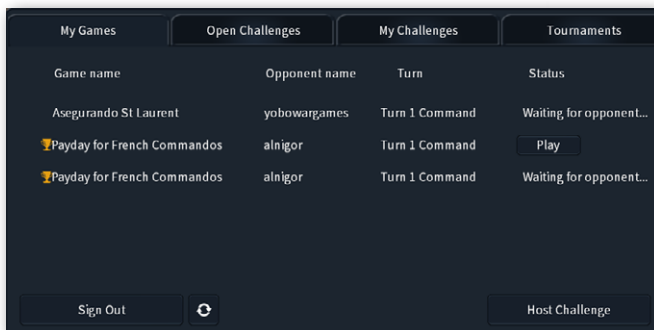 My Games Open Challenges My Challenges Tournaments
Game name Opponent name Turn Status
Asegurando St Laurent yobowargames Turn 1 Command Waiting for opponent...
Payday for French Commandos alnigor Turn 1 Command Play
Payday for French Commandos alnigor Turn 1 Command Waiting for opponent...
Sign Out Host Challenge